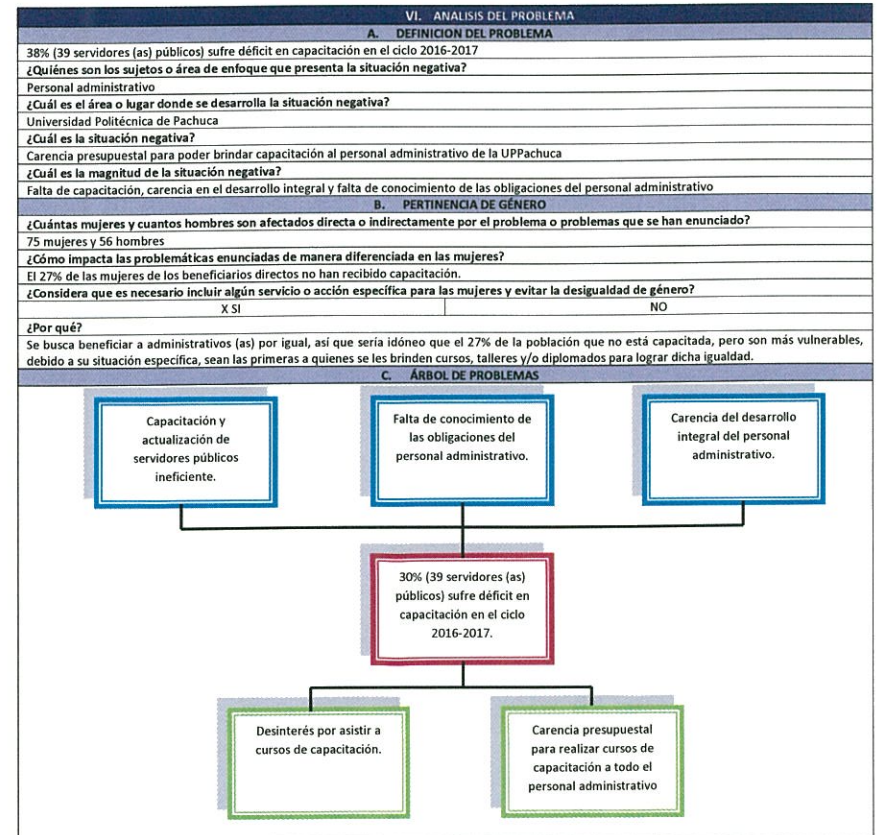 VI. ANALISIS DEL PROBLEMA
A. DEFINICION DEL PROBLEMA
38% (39 servidores (as) públicos) sufre déficit en capacitación en el ciclo 2016-2017
¿Quiénes son los sujetos o área de enfoque que presenta la situación negativa?
Personal administrativo
¿Cuál es el área o lugar donde se desarrolla la situación negativa?
Universidad Politécnica de Pachuca
¿Cuál es la situación negativa?
Carencia presupuestal para poder brindar capacitación al personal administrativo de la UPPachuca
¿Cuál es la magnitud de la situación negativa?
Falta de capacitación, carencia en el desarrollo integral y falta de conocimiento de las obligaciones del personal administrativo
B. PERTINENCIA DE GÉNERO
¿Cuántas mujeres y cuantos hombres son afectados directa o indirectamente por el problema o problemas que se han enunciado?
75 mujeres y 56 hombres
¿Cómo impacta las problemáticas enunciadas de manera diferenciada en las mujeres?
El 27% de las mujeres de los beneficiarios directos no han recibido capacitación.
¿Considera que es necesario incluir algún servicio o acción específica para las mujeres y evitar la desigualdad de género?
X SI NO
¿Por qué?
Se busca beneficiar a administrativos (as) por igual, así que sería idóneo que el 27% de la población que no está capacitada, pero son más vulnerables,
debido a su situación específica, sean las primeras a quienes se les brinden cursos, talleres y/o diplomados para lograr dicha igualdad.
C. ÁRBOL DE PROBLEMAS
Capacitación y
actualización de
servidores públicos
ineficiente.
Falta de conocimiento de
las obligaciones del
personal administrativo.
Carencia del desarrollo
integral del personal
administrativo.
30% (39 servidores (as)
públicos) sufre déficit en
capacitación en el ciclo
2016-2017.
Desinterés por asistir a
cursos de capacitación.
Carencia presupuestal
para realizar cursos de
capacitación a todo el
personal administrativo